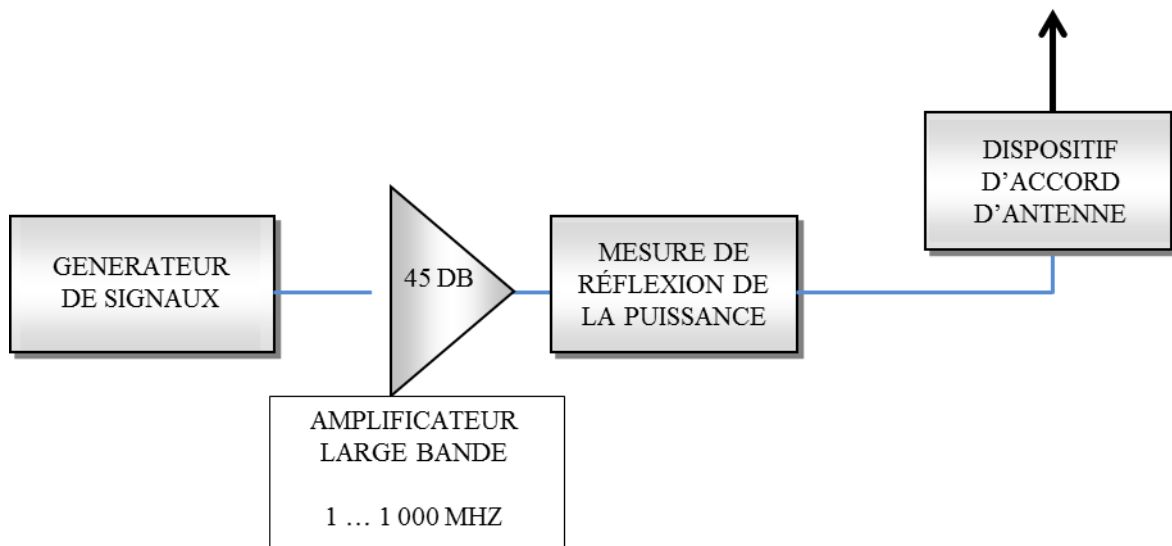 GENERATEUR
DE SIGNAUX
45 DB
AMPLIFICATEUR
LARGE BANDE
1 … 1 000 MHZ
MESURE DE
RÉFLEXION DE
LA PUISSANCE
DISPOSITIF
D’ACCORD
D’ANTENNE